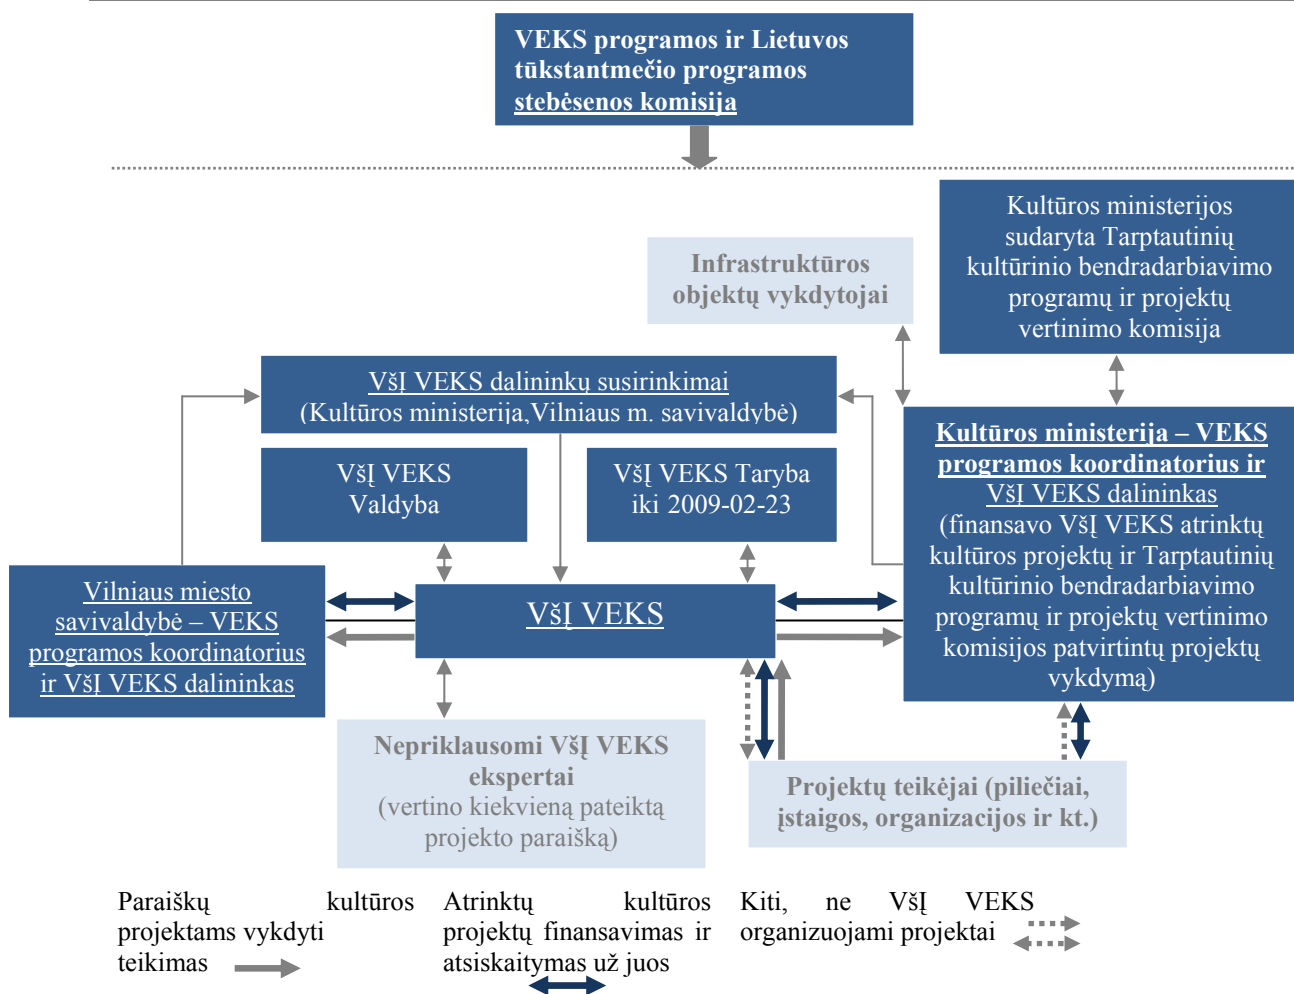 VEKS programos ir Lietuvos
tūkstantmečio programos
stebėsenos komisija
Kultūros ministerijos
sudaryta Tarptautinių
kultūrinio bendradarbiavimo
programų ir projektų
vertinimo komisija
Infrastruktūros
objektų vykdytojai
VšĮ VEKS dalininkų susirinkimai
(Kultūros ministerija,Vilniaus m. savivaldybė)
VšĮ VEKS
Valdyba
VšĮ VEKS Taryba
iki 2009-02-23
Kultūros ministerija – VEKS
programos koordinatorius ir
VšĮ VEKS dalininkas
(finansavo VšĮ VEKS atrinktų
kultūros projektų ir Tarptautinių
kultūrinio bendradarbiavimo
programų ir projektų vertinimo
komisijos patvirtintų projektų
vykdymą)
Vilniaus miesto
savivaldybė – VEKS
programos koordinatorius
ir VšĮ VEKS dalininkas
VšĮ VEKS
Nepriklausomi VšĮ VEKS
ekspertai
(vertino kiekvieną pateiktą
projekto paraišką)
Projektų teikėjai (piliečiai,
įstaigos, organizacijos ir kt.)
Paraiškų kultūros
projektams vykdyti
teikimas
Atrinktų kultūros
projektų finansavimas ir
atsiskaitymas už juos
Kiti, ne VšĮ VEKS
organizuojami projektai